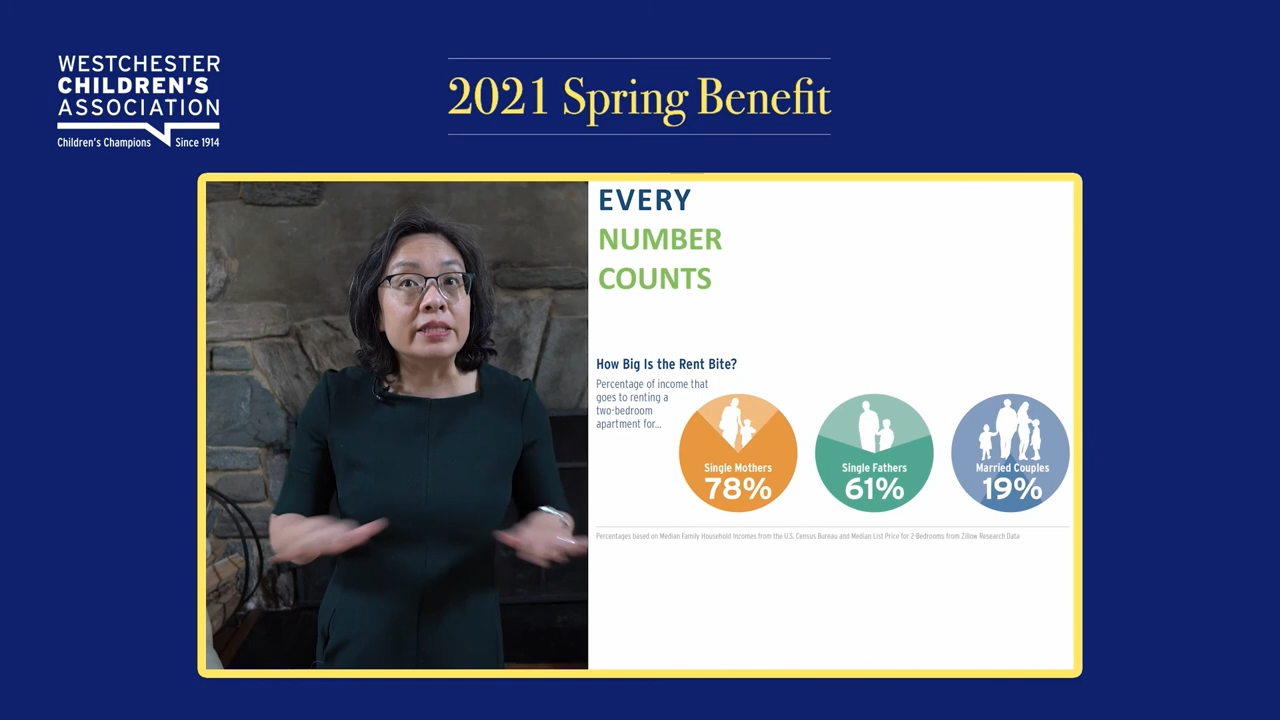 WESTCHESTER
CHILDREN'S
ASSOCIATION
Children's Champions Since 1914
2021 Spring Benefit
EVERY
NUMBER
COUNTS
How Big Is the Rent Bite?
Percentage of income that
goes to renting a
two-bedroom
apartment for...
Single Mothers
78%
Single Fathers
61%
Married Couples
19%
Percentages based on Median Family Household Incomes from the U.S. Census Bureau and Median List Price for 2-Bedrooms from Zillow Research Data